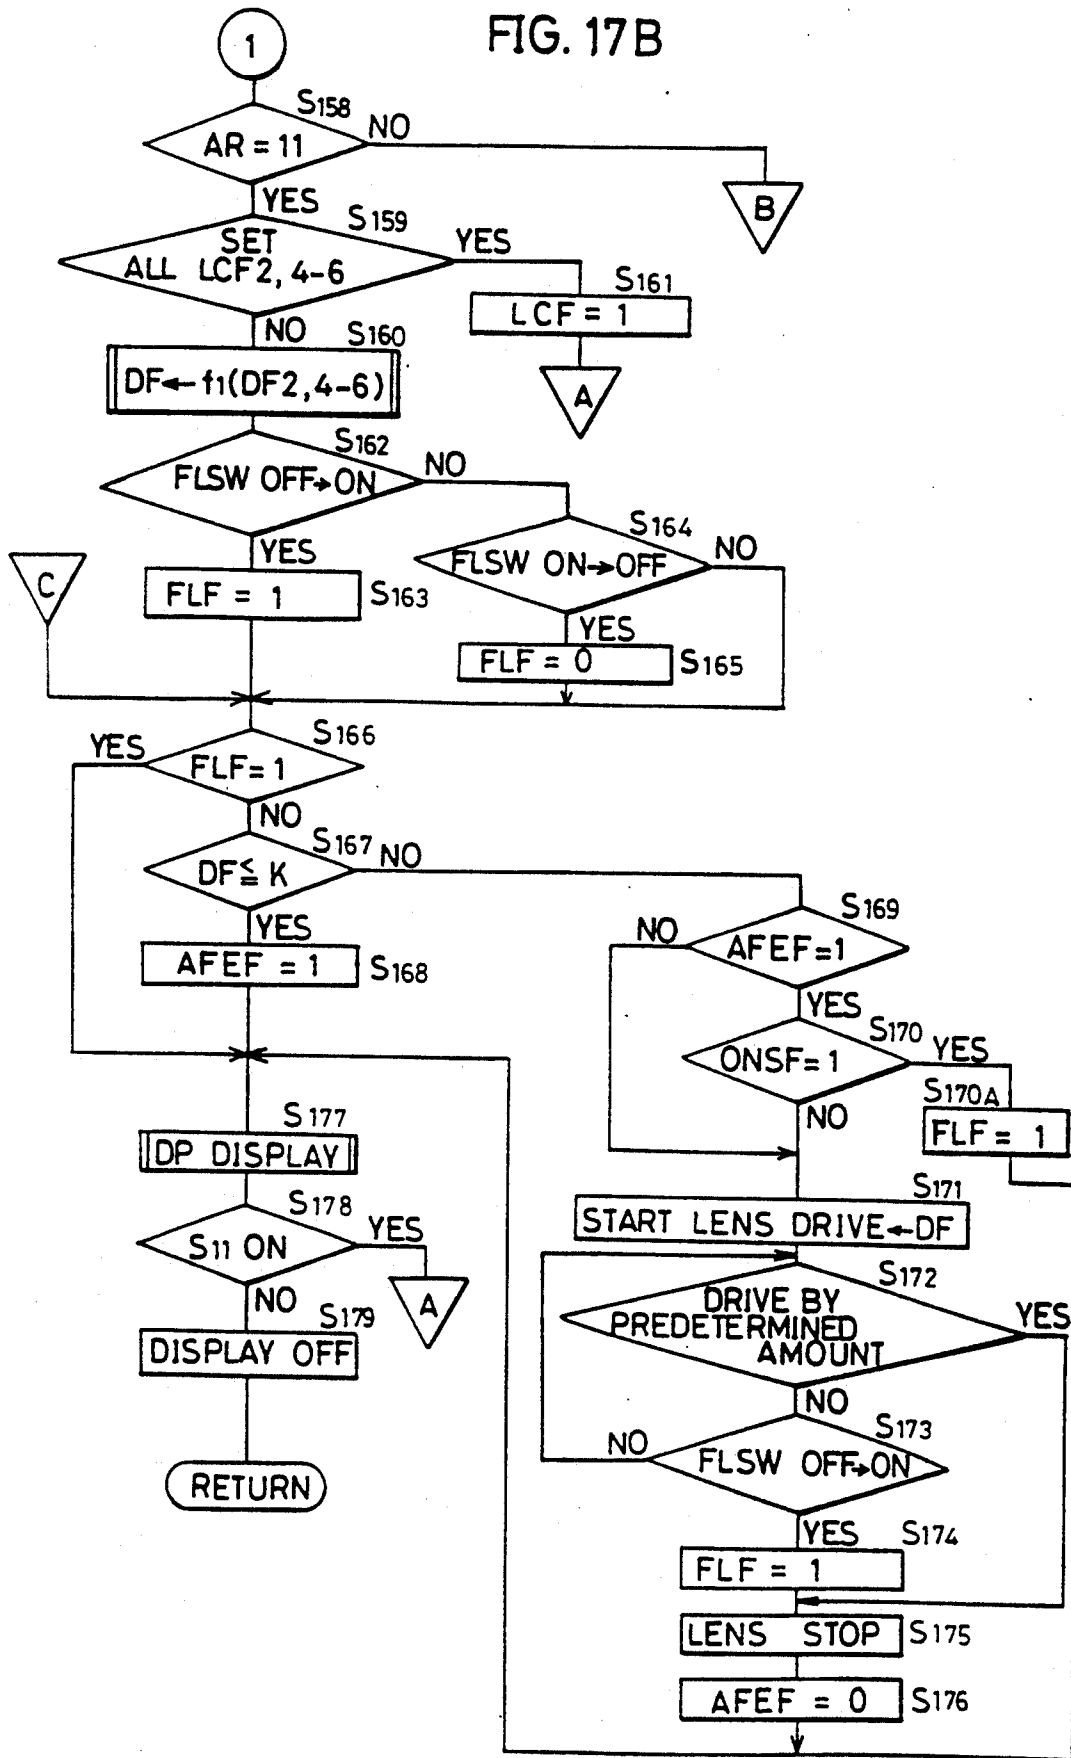 FIG. 17B
1
S158
AR = 11
NO
B
YES
S159
SET
ALL LCF2, 4-6
YES
S161
LCF = 1
A
NO
S160
DF←f1(DF2, 4-6)
S162
FLSW OFF→ON
NO
S164
FLSW ON→OFF
NO
YES
FLF = 1
S163
C
YES
FLF = 0
S165
S166
YES
FLF = 1
NO
S167
DF ≦ K
NO
YES
AFEF = 1
S168
S169
NO
AFEF=1
YES
S170
ONSF=1
YES
S170A
FLF = 1
NO
S177
DP DISPLAY
S178
S11 ON
YES
A
NO
S179
DISPLAY OFF
RETURN
S171
START LENS DRIVE←DF
S172
DRIVE BY
PREDETERMINED
AMOUNT
YES
NO
S173
NO
FLSW OFF→ON
YES
S174
FLF = 1
LENS STOP
S175
AFEF = 0
S176